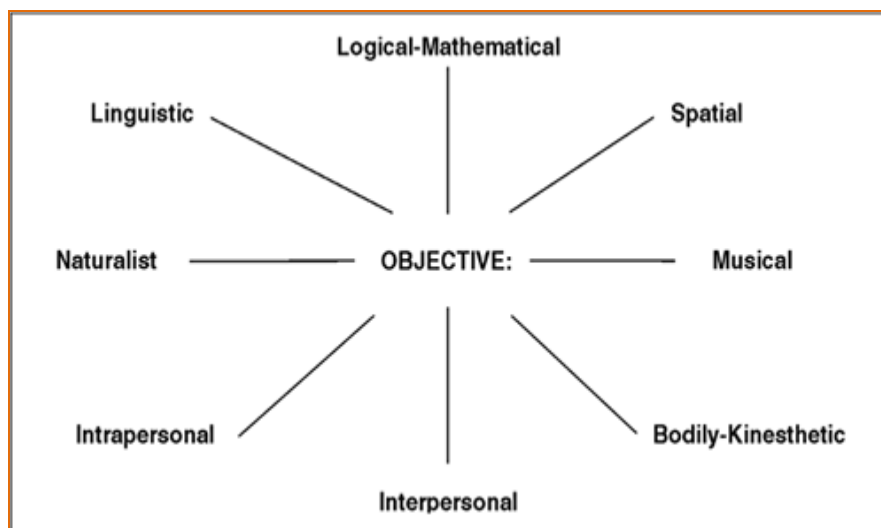 Logical-Mathematical
Linguistic
Spatial
Naturalist
OBJECTIVE:
Musical
Intrapersonal
Bodily-Kinesthetic
Interpersonal